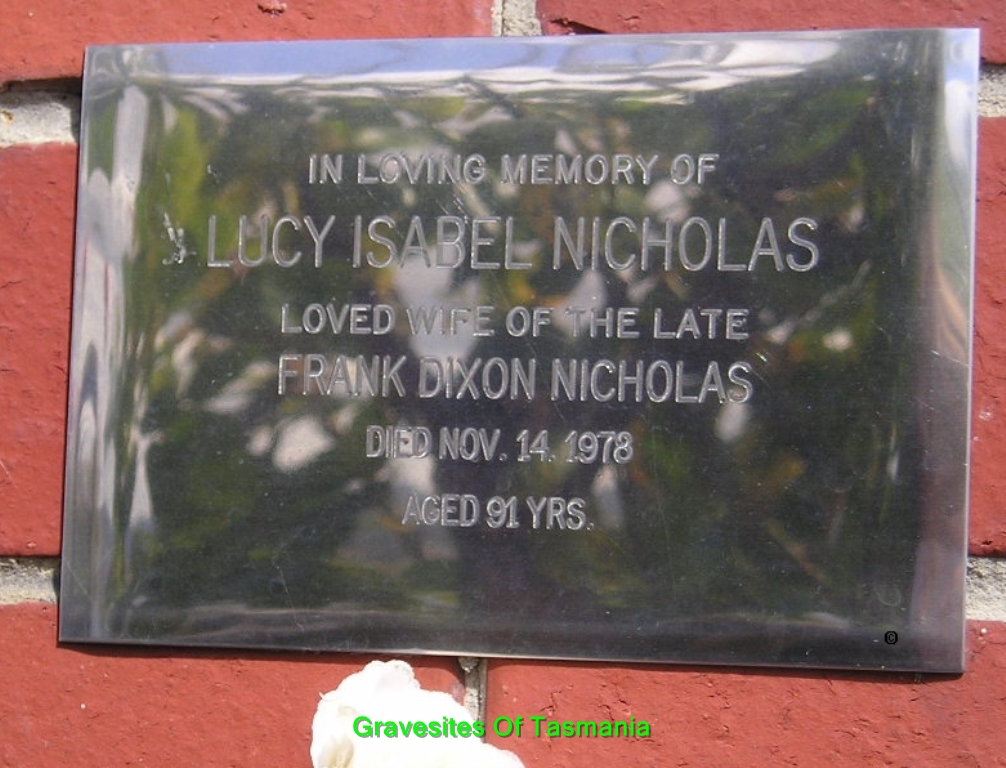 IN LOVING MEMORY OF
LUCY ISABEL NICHOLAS
LOVED WIFE OF THE LATE
FRANK DIXON NICHOLAS
DIED NOV. 14. 1978
AGED 91 YRS.
©
Gravesites Of Tasmania